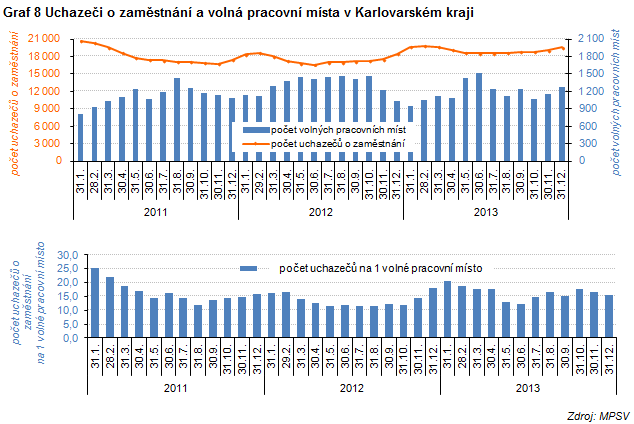 Graf 8 Uchazeči o zaměstnání a volná pracovní místa v Karlovarském kraji
počet uchazečů o zaměstnání
21 000
18 000
15 000
12 000
9 000
6 000
3 000
0
2 100
1 800
1 500
1 200
900
600
300
0
počet volných pracovních míst
počet volných pracovních míst
počet uchazečů o zaměstnání
31.1. 28.2. 31.3. 30.4. 31.5. 30.6. 31.7. 31.8. 30.9. 31.10. 30.11. 31.12. 31.1. 29.2. 31.3. 30.4. 31.5. 30.6. 31.7. 31.8. 30.9. 31.10. 30.11. 31.12. 31.1. 28.2. 31.3. 30.4. 31.5. 30.6. 31.7. 31.8. 30.9. 31.10. 30.11. 31.12.
2011 2012 2013
počet uchazečů o
zaměstnání
na 1 volné pracovní místo
30,0
25,0
20,0
15,0
10,0
5,0
0,0
počet uchazečů na 1 volné pracovní místo
31.1. 28.2. 31.3. 30.4. 31.5. 30.6. 31.7. 31.8. 30.9. 31.10. 30.11. 31.12. 31.1. 29.2. 31.3. 30.4. 31.5. 30.6. 31.7. 31.8. 30.9. 31.10. 30.11. 31.12. 31.1. 28.2. 31.3. 30.4. 31.5. 30.6. 31.7. 31.8. 30.9. 31.10. 30.11. 31.12.
2011 2012 2013
Zdroj: MPSV